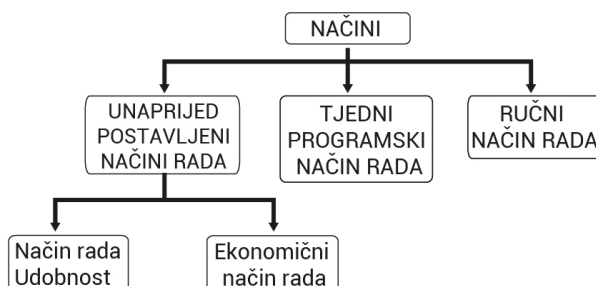 NAČINI
UNAPRIJED
POSTAVLJENI
NAČINI RADA
TJEDNI
PROGRAMSKI
NAČIN RADA
RUČNI
NAČIN RADA
Način rada
Udobnost
Ekonomični
način rada